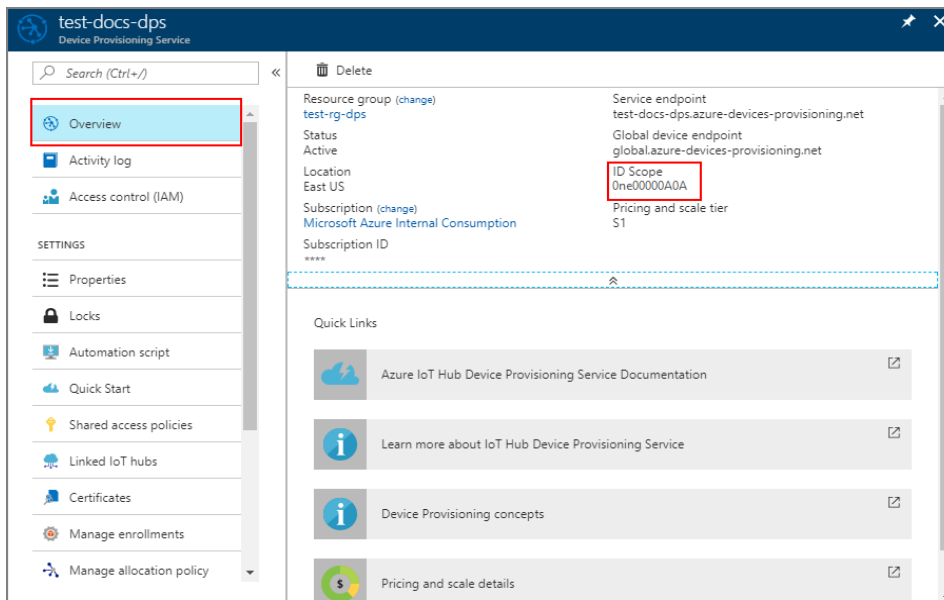 test-docs-dps
Device Provisioning Service
Search (Ctrl+/)
Overview
Activity log
Access control (IAM)
SETTINGS
Properties
Locks
Automation script
Quick Start
Shared access policies
Linked IoT hubs
Certificates
Manage enrollments
Manage allocation policy
Delete
Resource group (change)
test-rg-dps
Status
Active
Location
East US
Subscription (change)
Microsoft Azure Internal Consumption
Subscription ID
****
Service endpoint
test-docs-dps.azure-devices-provisioning.net
Global device endpoint
global.azure-devices-provisioning.net
ID Scope
0ne00000A0A
Pricing and scale tier
S1
Quick Links
Azure IoT Hub Device Provisioning Service Documentation
Learn more about IoT Hub Device Provisioning Service
Device Provisioning concepts
Pricing and scale details